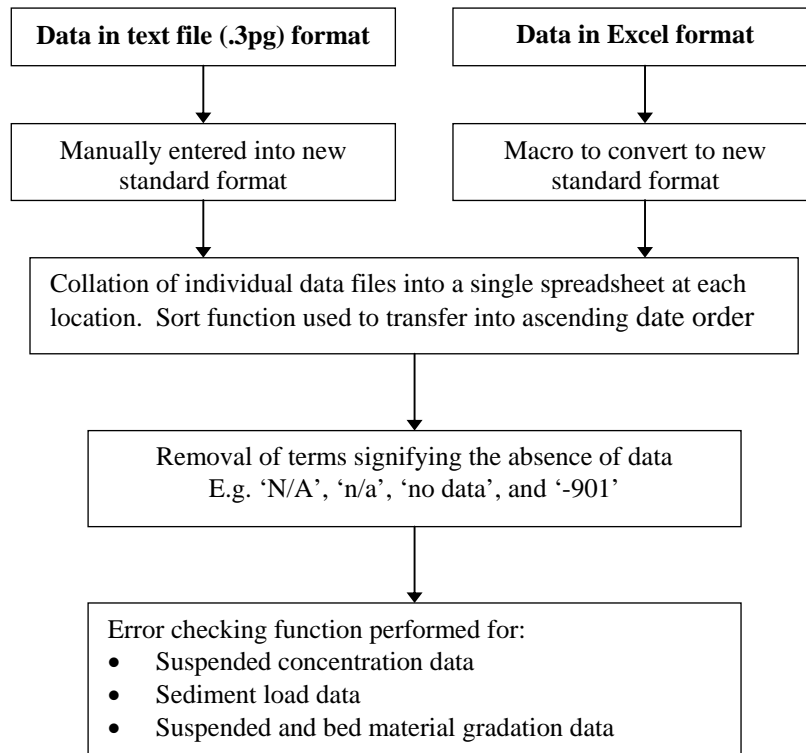 Data in text file (.3pg) format
Data in Excel format
Manually entered into new
standard format
Macro to convert to new
standard format
Collation of individual data files into a single spreadsheet at each
location.  Sort function used to transfer into ascending date order
Removal of terms signifying the absence of data
E.g. ‘N/A’, ‘n/a’, ‘no data’, and ‘-901’
Error checking function performed for:
• Suspended concentration data
• Sediment load data
• Suspended and bed material gradation data